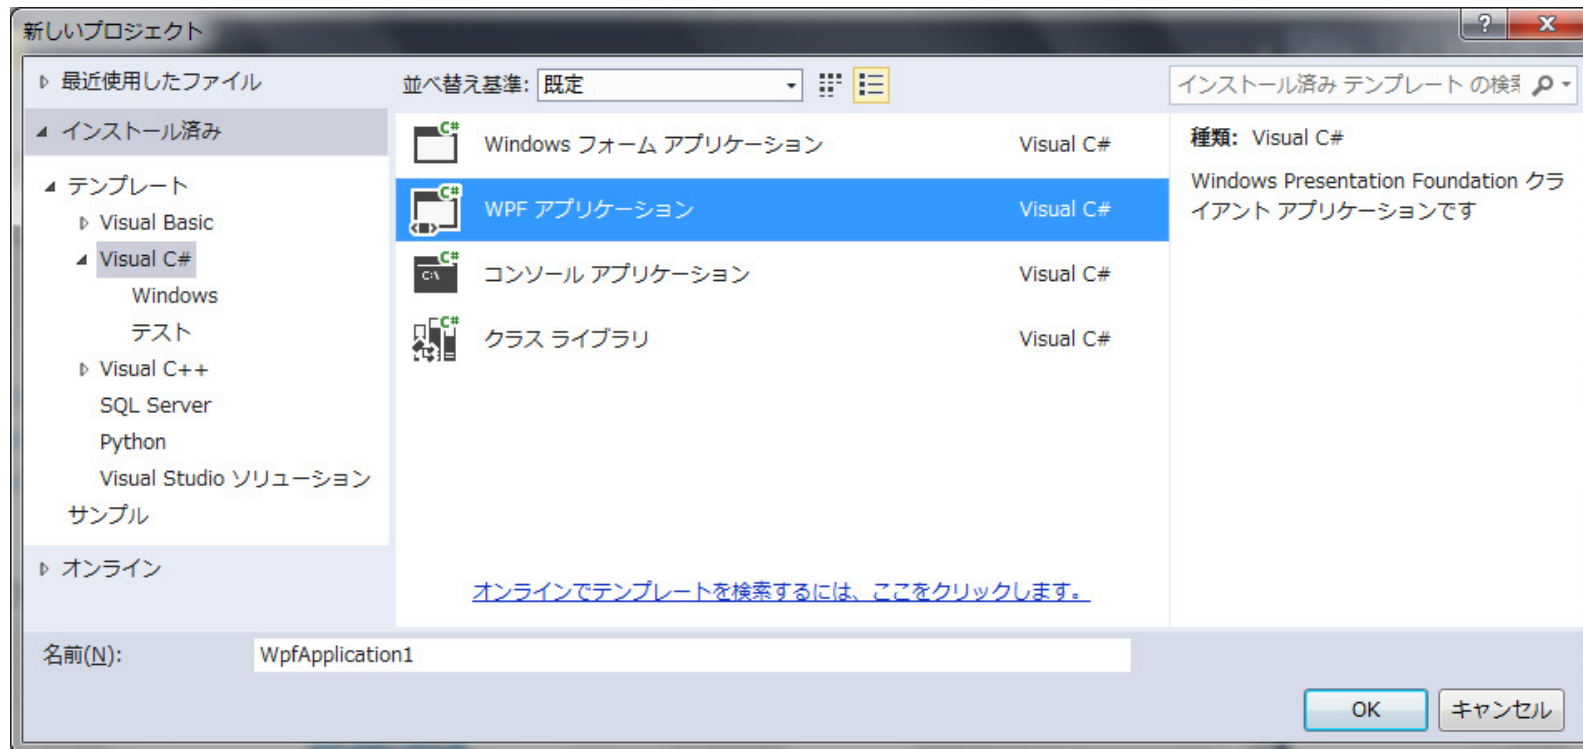 新しいプロジェクト
最近使用したファイル
並べ替え基準: 既定
インストール済み テンプレート の検
インストール済み
テンプレート
Visual Basic
Visual C#
Windows
テスト
Visual C++
SQL Server
Python
Visual Studio ソリューション
サンプル
オンライン
Windows フォーム アプリケーション Visual C#
WPF アプリケーション Visual C#
コンソール アプリケーション Visual C#
クラス ライブラリ Visual C#
オンラインでテンプレートを検索するには、ここをクリックします。
種類: Visual C#
Windows Presentation Foundation クラ
イアント アプリケーションです
名前(N): WpfApplication1
OK キャンセル